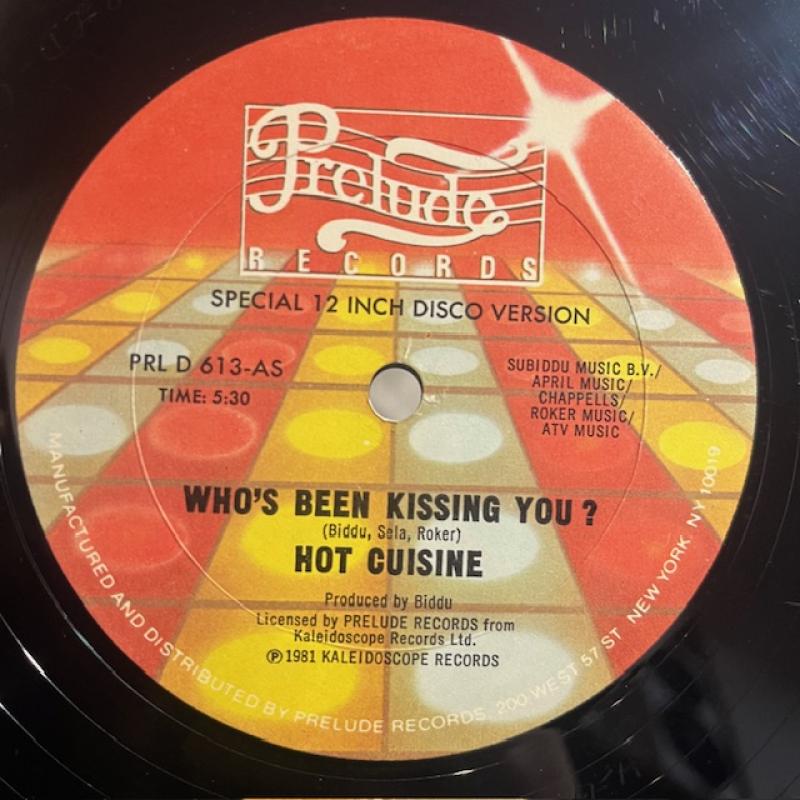 Prelude
RECORDS
SPECIAL 12 INCH DISCO VERSION
PRL D 613-AS
TIME: 5:30
SUBIDDU MUSIC B.V./
APRIL MUSIC/
CHAPPELLS/
ROKER MUSIC/
ATV MUSIC
WHO'S BEEN KISSING YOU?
(Biddu, Sela, Roker)
HOT CUISINE
Produced by Biddu
Licensed by PRELUDE RECORDS from
Kaleidoscope Records Ltd.
℗ 1981 KALEIDOSCOPE RECORDS
MANUFACTURED AND DISTRIBUTED BY PRELUDE RECORDS 200 WEST 57 ST NEW YORK, NY 10019